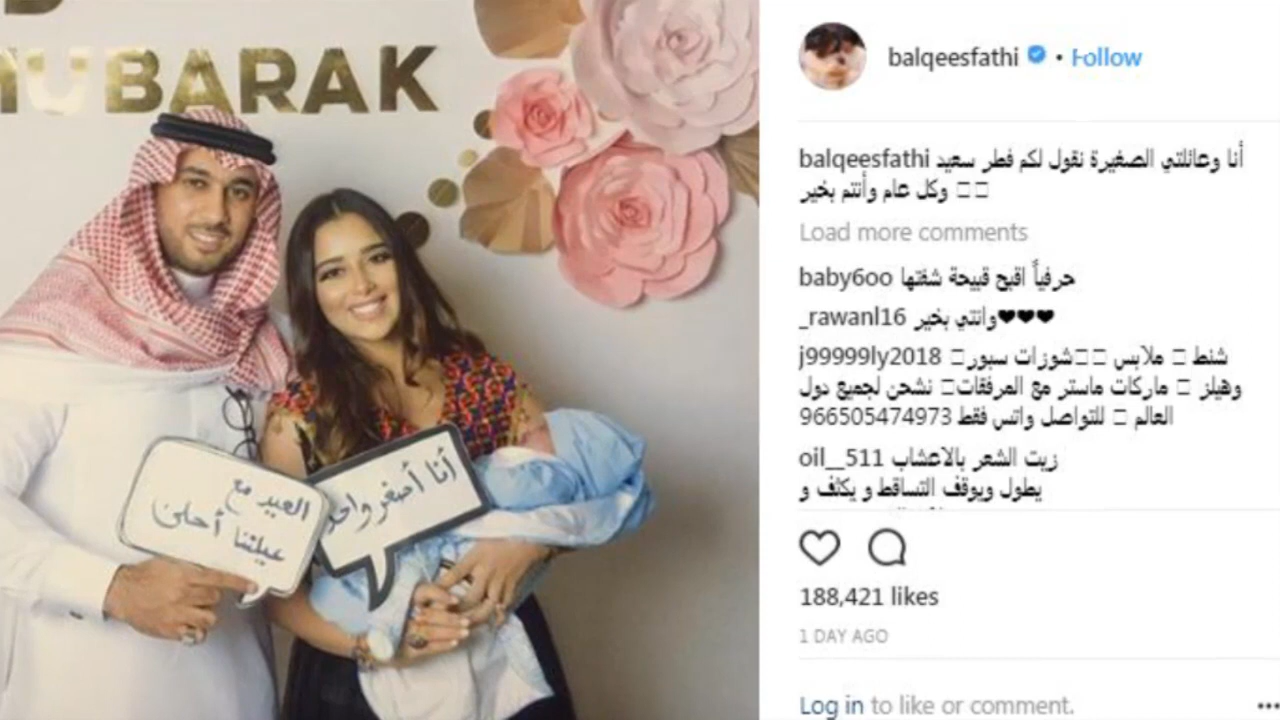 MUBARAK
العيد مع
عيلتنا أحلى
أنا أصغر واحد
balqeesfathi • Follow
balqeesfathi أنا وعائلتي الصغيرة نقول لكم فطر سعيد
وكل عام وأنتم بخير
Load more comments
baby6oo حرفياً اقبح قبيحة شفتها
_rawanl16 وانتي بخير♥♥♥
j99999ly2018 شنط ملابس شوزات سبور
وهيلز ماركات ماستر مع المرفقات نشحن لجميع دول
العالم للتواصل واتس فقط 966505474973
oil__511 زيت الشعر بالاعشاب
يطول ويوقف التساقط و يكثف و
188,421 likes
1 DAY AGO
Log in to like or comment.